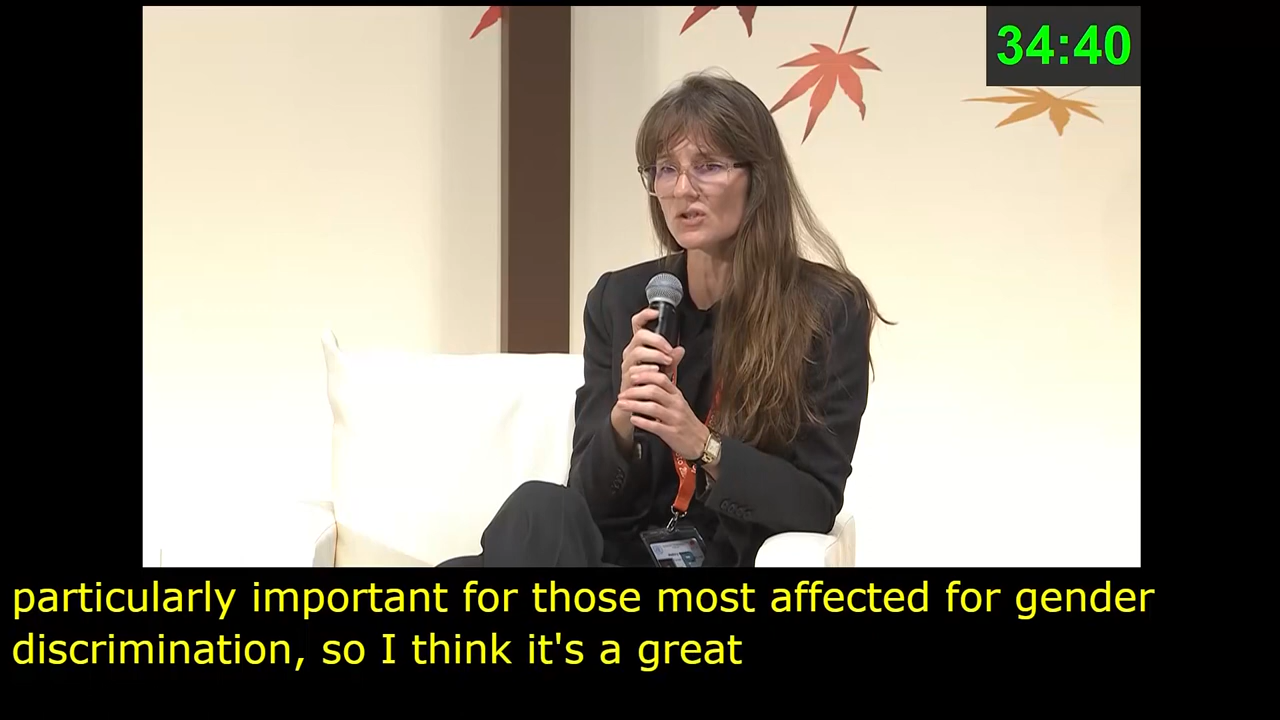 34:40
particularly important for those most affected for gender
discrimination, so I think it's a great